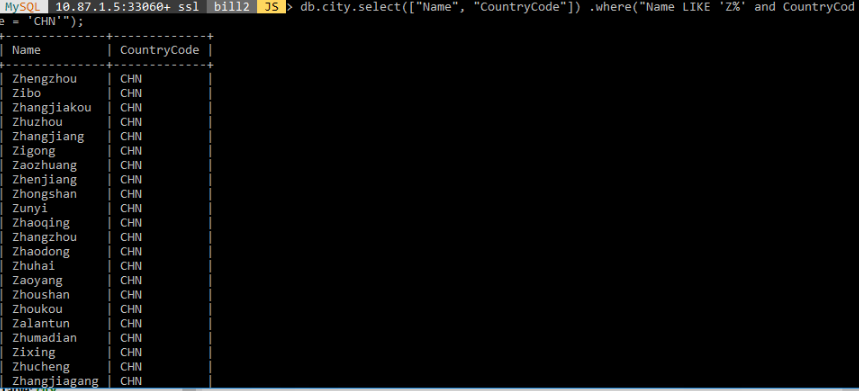 MySQL 10.87.1.5:33060+ ssl bill2 JS > db.city.select(["Name", "CountryCode"]) .where("Name LIKE 'Z%' and CountryCod
e = 'CHN'");
+--------------+-------------+
| Name | CountryCode |
+--------------+-------------+
| Zhengzhou | CHN |
| Zibo | CHN |
| Zhangjiakou | CHN |
| Zhuzhou | CHN |
| Zhangjiang | CHN |
| Zigong | CHN |
| Zaozhuang | CHN |
| Zhenjiang | CHN |
| Zhongshan | CHN |
| Zunyi | CHN |
| Zhaoqing | CHN |
| Zhangzhou | CHN |
| Zhaodong | CHN |
| Zhuhai | CHN |
| Zaoyang | CHN |
| Zhoushan | CHN |
| Zhoukou | CHN |
| Zalantun | CHN |
| Zhumadian | CHN |
| Zixing | CHN |
| Zhucheng | CHN |
| Zhangjiagang | CHN |